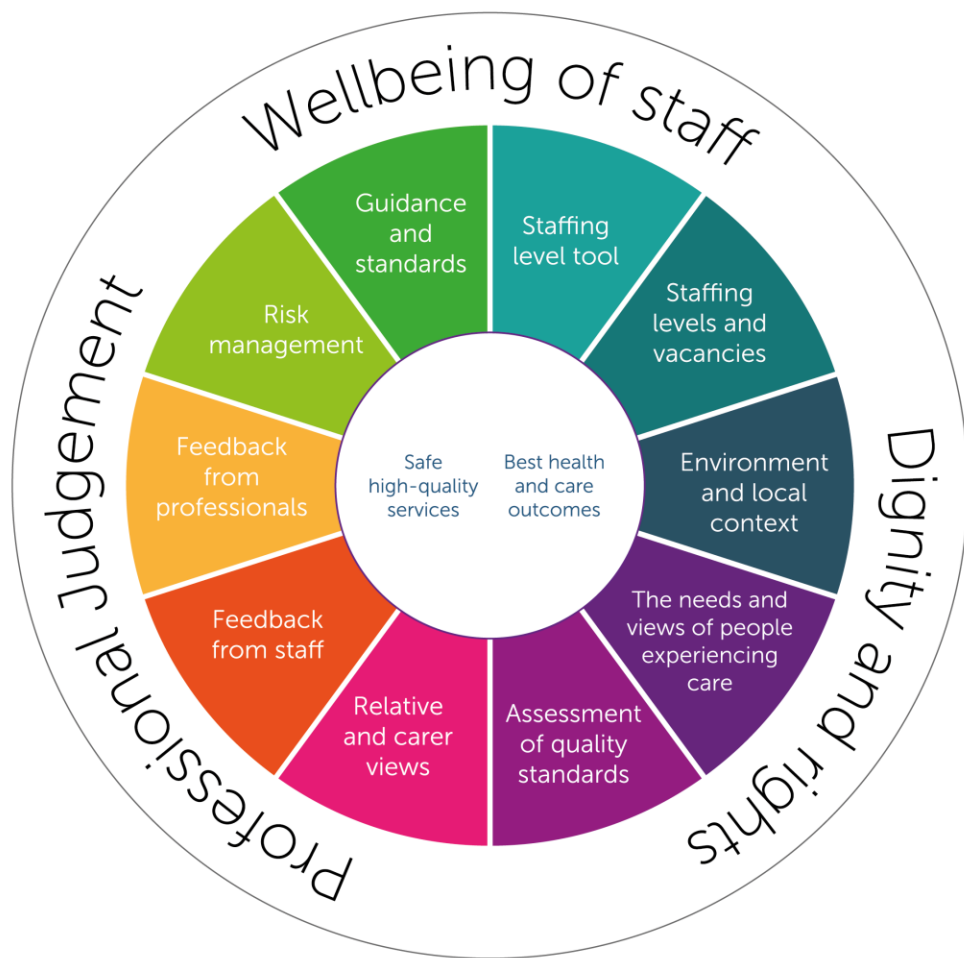 Wellbeing of staff
Dignity and rights
Professional Judgement
Guidance
and
standards
Staffing
level tool
Staffing
levels and
vacancies
Environment
and local
context
The needs and
views of people
experiencing
care
Assessment
of quality
standards
Relative
and carer
views
Feedback
from staff
Feedback
from
professionals
Risk
management
Safe
high-quality
services
Best health
and care
outcomes